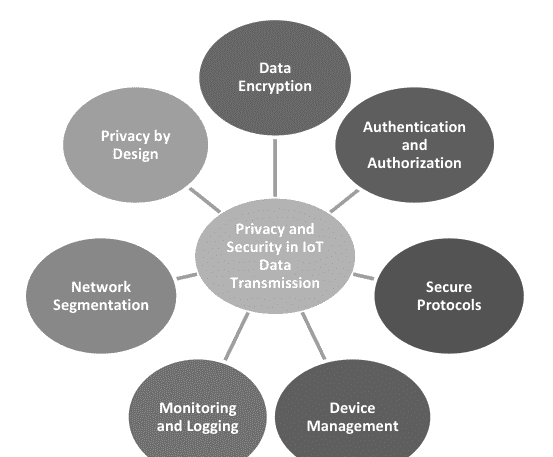 Data
Encryption
Authentication
and
Authorization
Privacy by
Design
Privacy and
Security in IoT
Data
Transmission
Network
Segmentation
Secure
Protocols
Monitoring
and Logging
Device
Management